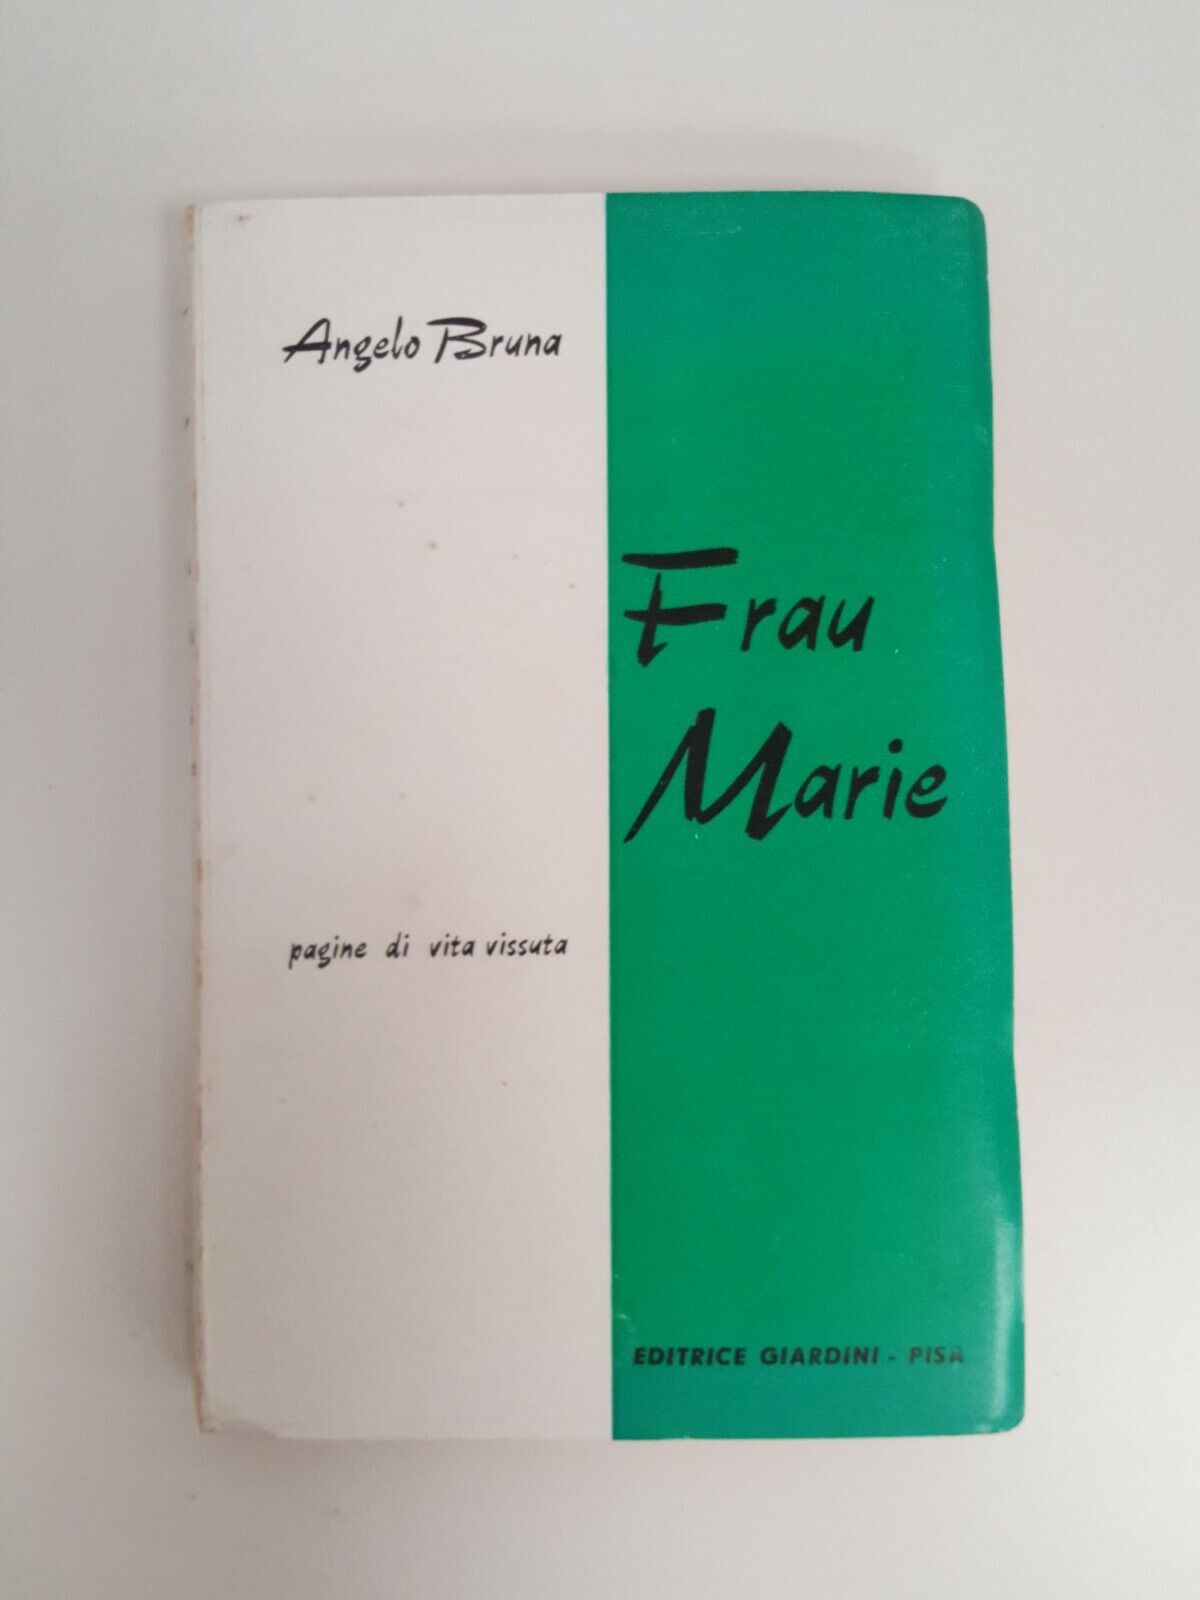 Angelo Bruna
Frau
Marie
pagine di vita vissuta
EDITRICE GIARDINI - PISA